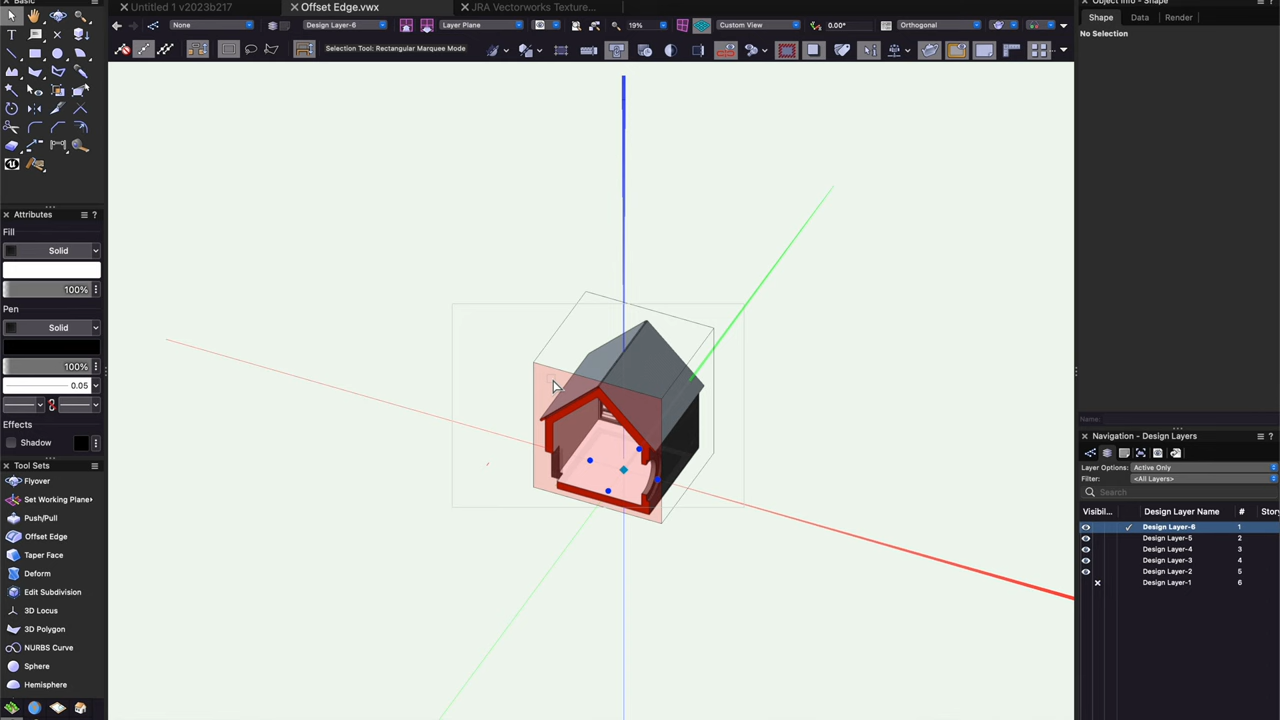 Basic
Untitled 1 v2023b217
Offset Edge.vwx
JRA Vectorworks Texture...
Object Info - Shape
None
Design Layer-6
Layer Plane
19%
Custom View
0.00°
Orthogonal
Shape
Data
Render
Selection Tool: Rectangular Marquee Mode
No Selection
Attributes
Fill
Solid
100%
Pen
Solid
100%
0.05
Effects
Shadow
Tool Sets
Flyover
Set Working Plane
Push/Pull
Offset Edge
Taper Face
Deform
Edit Subdivision
3D Locus
3D Polygon
NURBS Curve
Sphere
Hemisphere
Name:
Navigation - Design Layers
Layer Options: Active Only
Filter: <All Layers>
Search
Visibil... Design Layer Name # Story
Design Layer-6 1
Design Layer-5 2
Design Layer-4 3
Design Layer-3 4
Design Layer-2 5
Design Layer-1 6